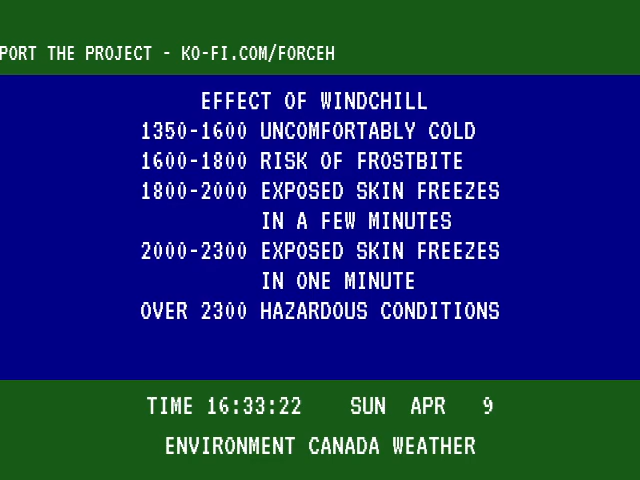 PORT THE PROJECT - KO-FI.COM/FORCEH
EFFECT OF WINDCHILL
1350-1600 UNCOMFORTABLY COLD
1600-1800 RISK OF FROSTBITE
1800-2000 EXPOSED SKIN FREEZES
IN A FEW MINUTES
2000-2300 EXPOSED SKIN FREEZES
IN ONE MINUTE
OVER 2300 HAZARDOUS CONDITIONS
TIME 16:33:22 SUN APR 9
ENVIRONMENT CANADA WEATHER